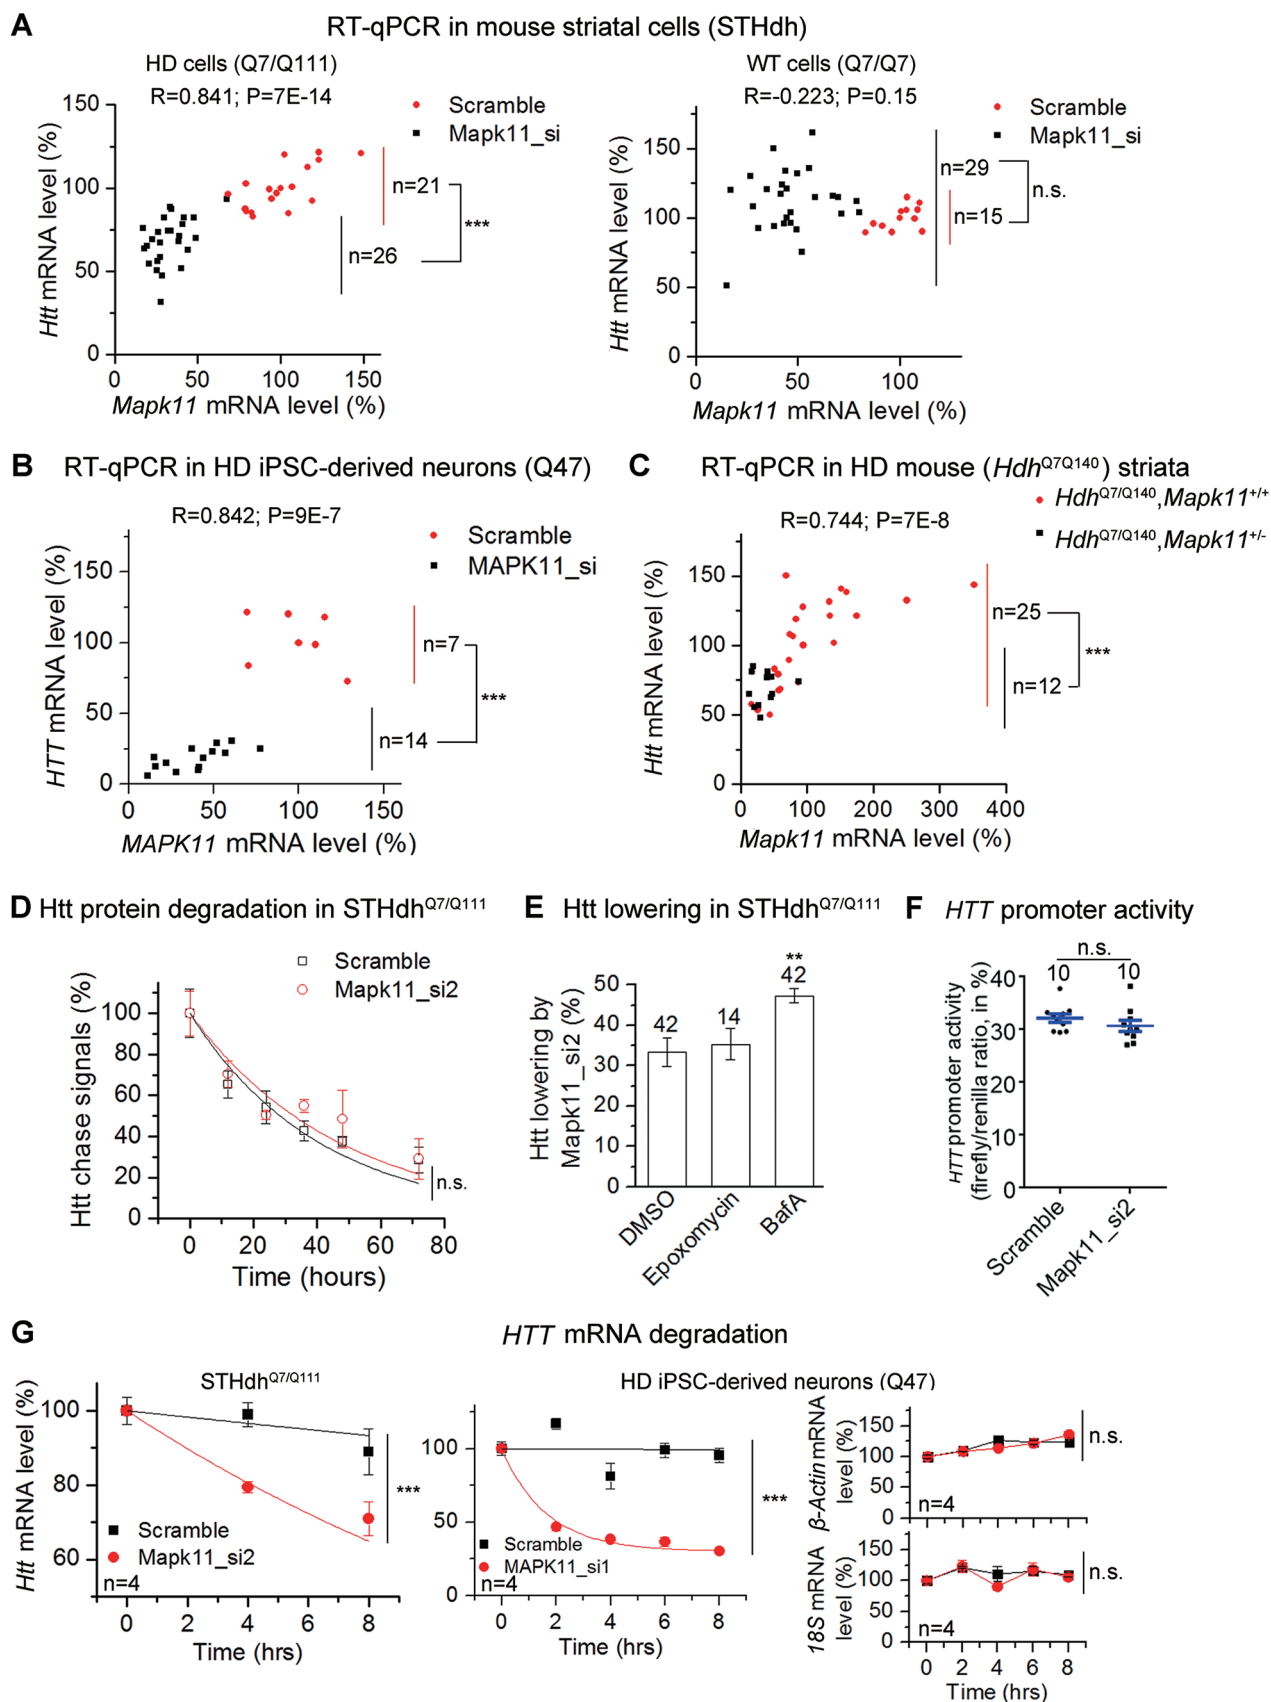 A RT-qPCR in mouse striatal cells (STHdh)
HD cells (Q7/Q111)
R=0.841; P=7E-14
Scramble
Mapk11_si
Htt mRNA level (%)
150
100
50
0
n=21
***
n=26
0 50 100 150
Mapk11 mRNA level (%)
WT cells (Q7/Q7)
R=-0.223; P=0.15
Scramble
Mapk11_si
Htt mRNA level (%)
150
100
50
0
n=29
n.s.
n=15
0 50 100
Mapk11 mRNA level (%)
B RT-qPCR in HD iPSC-derived neurons (Q47)
R=0.842; P=9E-7
Scramble
MAPK11_si
HTT mRNA level (%)
150
100
50
0
n=7
***
n=14
0 50 100 150
MAPK11 mRNA level (%)
C RT-qPCR in HD mouse (HdhQ7Q140) striata
HdhQ7/Q140,Mapk11+/+
HdhQ7/Q140,Mapk11+/-
R=0.744; P=7E-8
Htt mRNA level (%)
150
100
50
0
n=25
***
n=12
0 100 200 300 400
Mapk11 mRNA level (%)
D Htt protein degradation in STHdhQ7/Q111
Scramble
Mapk11_si2
Htt chase signals (%)
100
80
60
40
20
0
n.s.
0 20 40 60 80
Time (hours)
E Htt lowering in STHdhQ7/Q111
Htt lowering by
Mapk11_si2 (%)
50
40
30
20
10
0
42
14
**
42
DMSO
Epoxomycin
BafA
F HTT promoter activity
n.s.
10 10
HTT promoter activity
(firefly/renilla ratio, in %)
40
30
20
10
0
Scramble
Mapk11_si2
G HTT mRNA degradation
STHdhQ7/Q111
Htt mRNA level (%)
100
80
60
***
Scramble
Mapk11_si2
n=4
0 4 8
Time (hrs)
HD iPSC-derived neurons (Q47)
100
50
0
***
Scramble
MAPK11_si1
n=4
0 2 4 6 8
Time (hrs)
β-Actin mRNA
level (%)
150
100
50
0
n.s.
n=4
18S mRNA
level (%)
150
100
50
0
n.s.
n=4
0 2 4 6 8
Time (hrs)